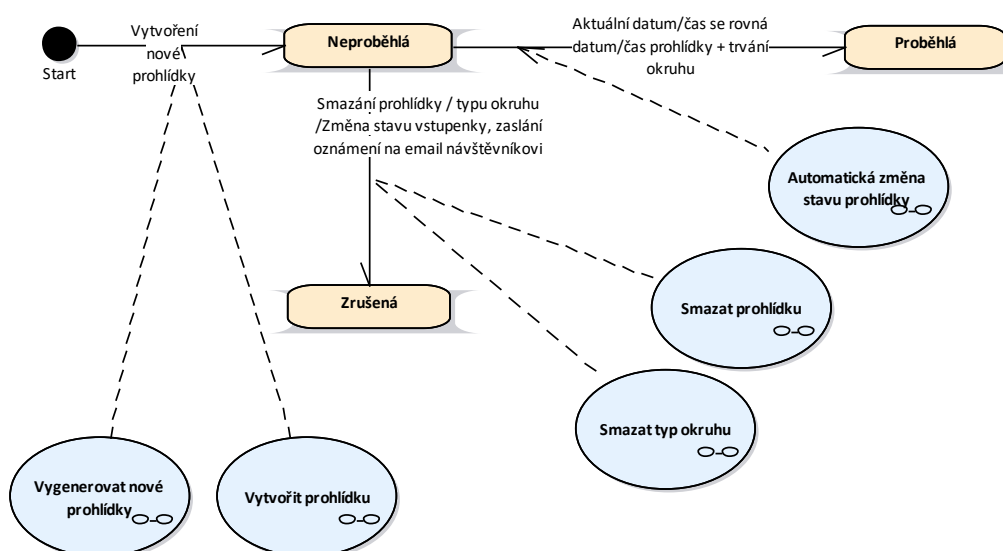 Vytvoření
nové
prohlídky
Start
Neproběhlá
Aktuální datum/čas se rovná
datum/čas prohlídky + trvání
okruhu
Proběhlá
Smazání prohlídky / typu okruhu
/Změna stavu vstupenky, zaslání
oznámení na email návštěvníkovi
Automatická změna
stavu prohlídky
Zrušená
Smazat prohlídku
Smazat typ okruhu
Vygenerovat nové
prohlídky
Vytvořit prohlídku